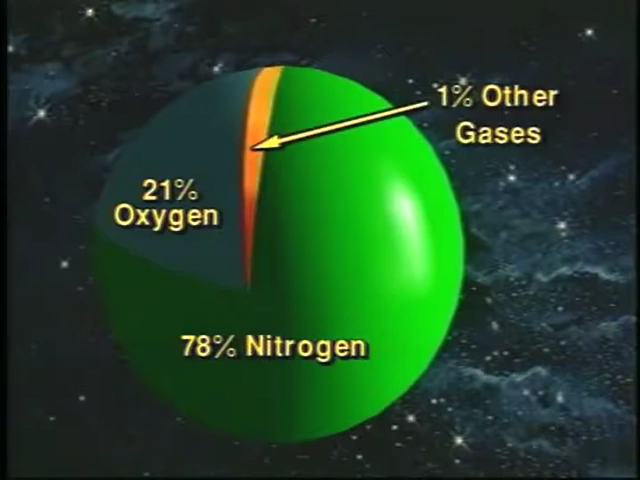 1% Other
Gases
21%
Oxygen
78% Nitrogen